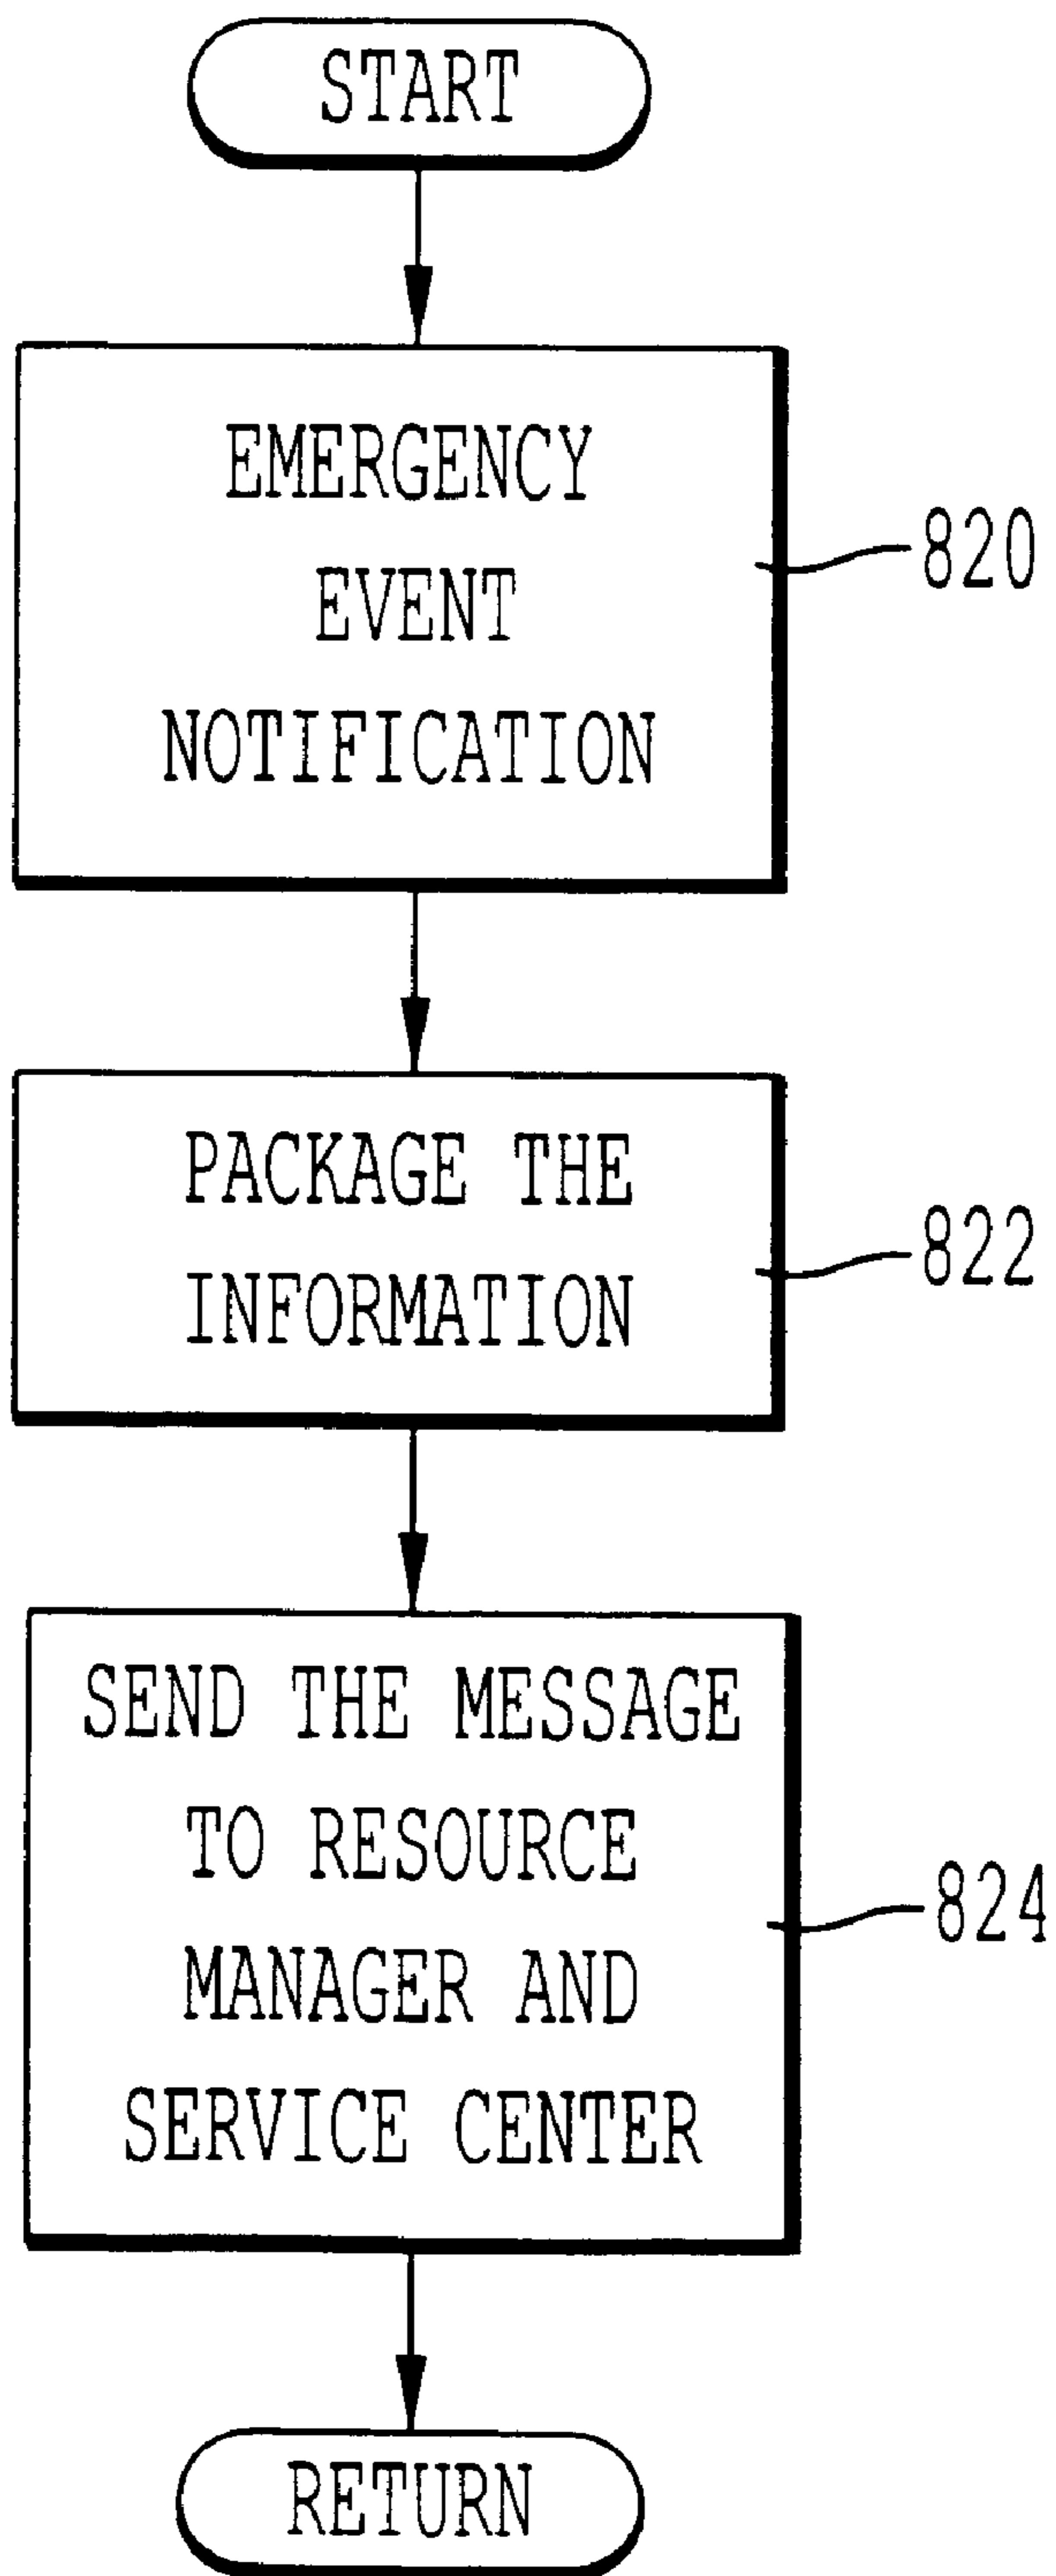 START
EMERGENCY
EVENT
NOTIFICATION
820
PACKAGE THE
INFORMATION
822
SEND THE MESSAGE
TO RESOURCE
MANAGER AND
SERVICE CENTER
824
RETURN